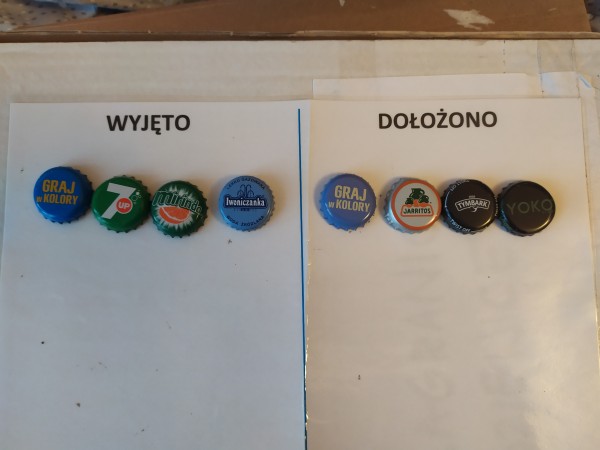 WYJĘTO
DOŁOŻONO
GRAJ
w KOLORY
7
UP
Mirinda
Iwoniczanka
GRAJ
w KOLORY
JARRITOS
TYMBARK
YOKO